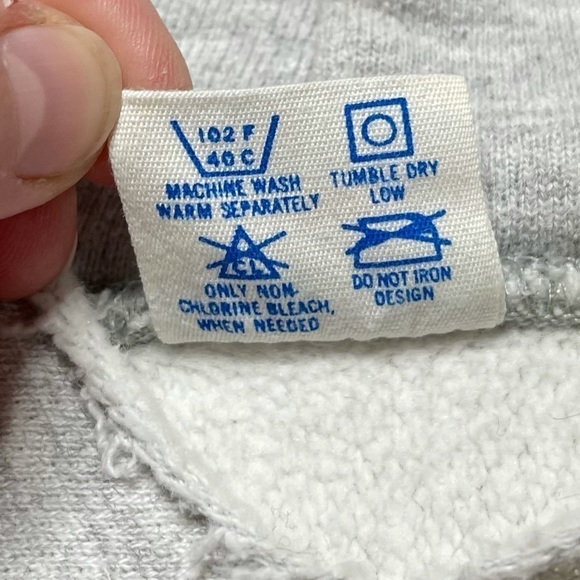 102 F
40 C
MACHINE WASH
WARM SEPARATELY
TUMBLE DRY
LOW
CL
ONLY NON-
CHLORINE BLEACH,
WHEN NEEDED
DO NOT IRON
DESIGN